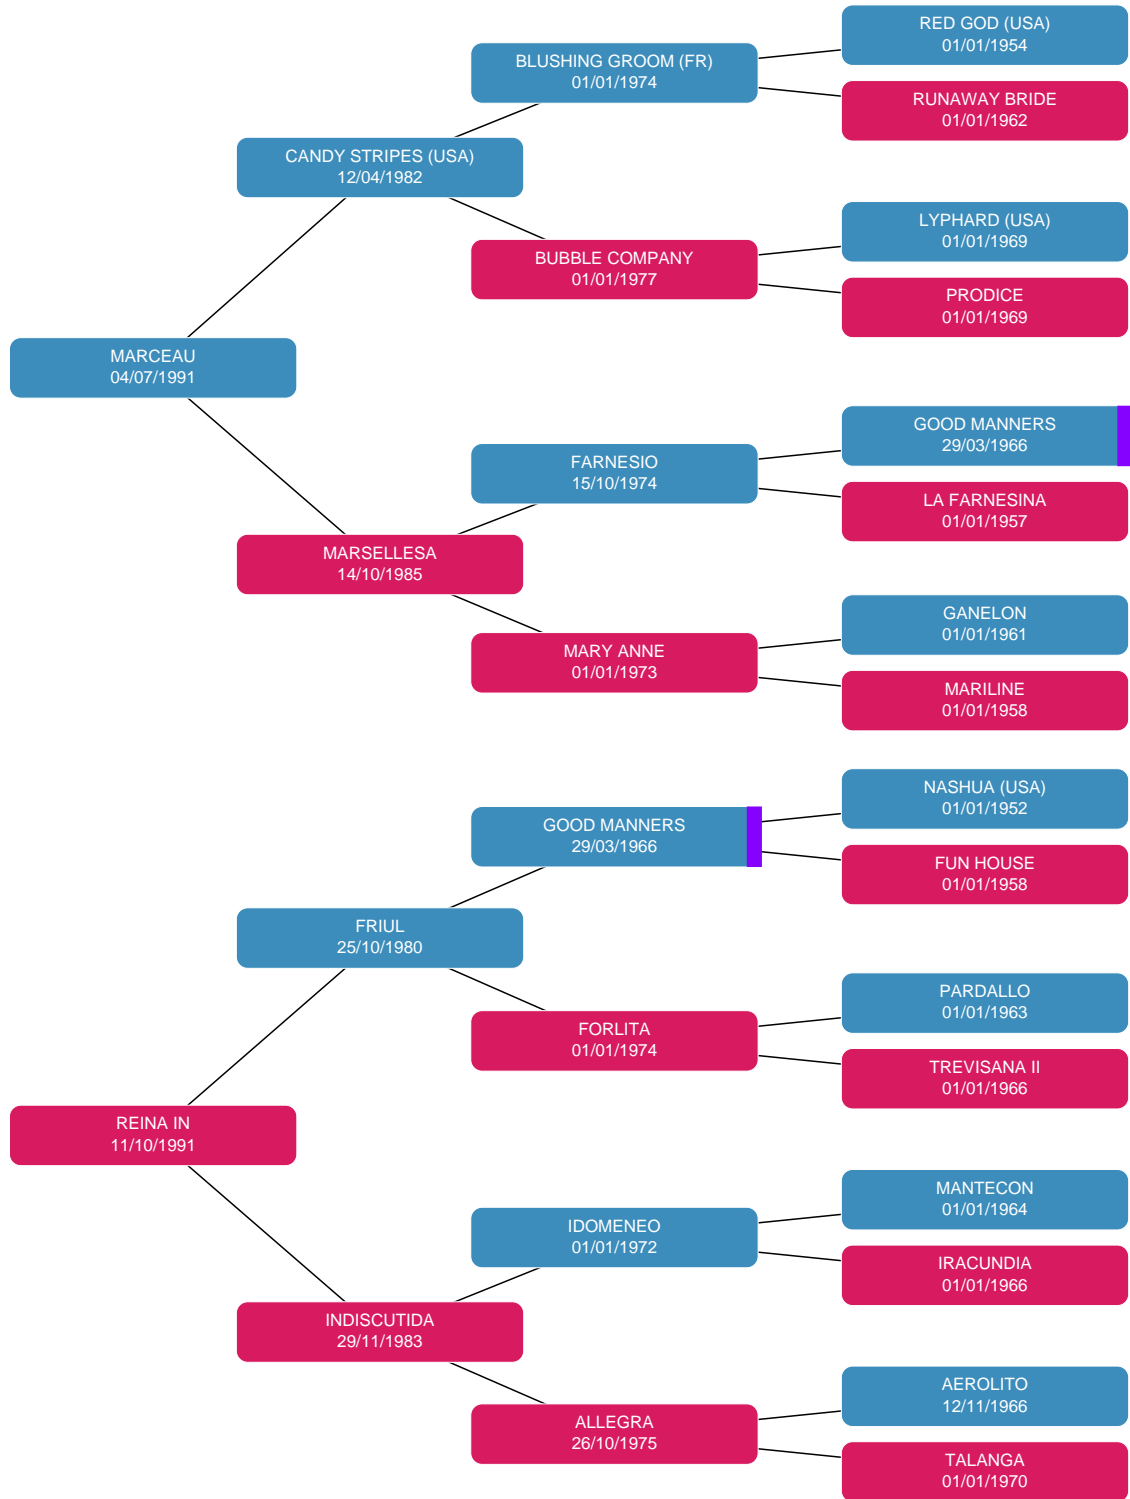 RED GOD (USA)
01/01/1954
BLUSHING GROOM (FR)
01/01/1974
RUNAWAY BRIDE
01/01/1962
CANDY STRIPES (USA)
12/04/1982
LYPHARD (USA)
01/01/1969
BUBBLE COMPANY
01/01/1977
PRODICE
01/01/1969
MARCEAU
04/07/1991
GOOD MANNERS
29/03/1966
FARNESIO
15/10/1974
LA FARNESINA
01/01/1957
MARSELLESA
14/10/1985
GANELON
01/01/1961
MARY ANNE
01/01/1973
MARILINE
01/01/1958
NASHUA (USA)
01/01/1952
GOOD MANNERS
29/03/1966
FUN HOUSE
01/01/1958
FRIUL
25/10/1980
PARDALLO
01/01/1963
FORLITA
01/01/1974
TREVISANA II
01/01/1966
REINA IN
11/10/1991
MANTECON
01/01/1964
IDOMENEO
01/01/1972
IRACUNDIA
01/01/1966
INDISCUTIDA
29/11/1983
AEROLITO
12/11/1966
ALLEGRA
26/10/1975
TALANGA
01/01/1970